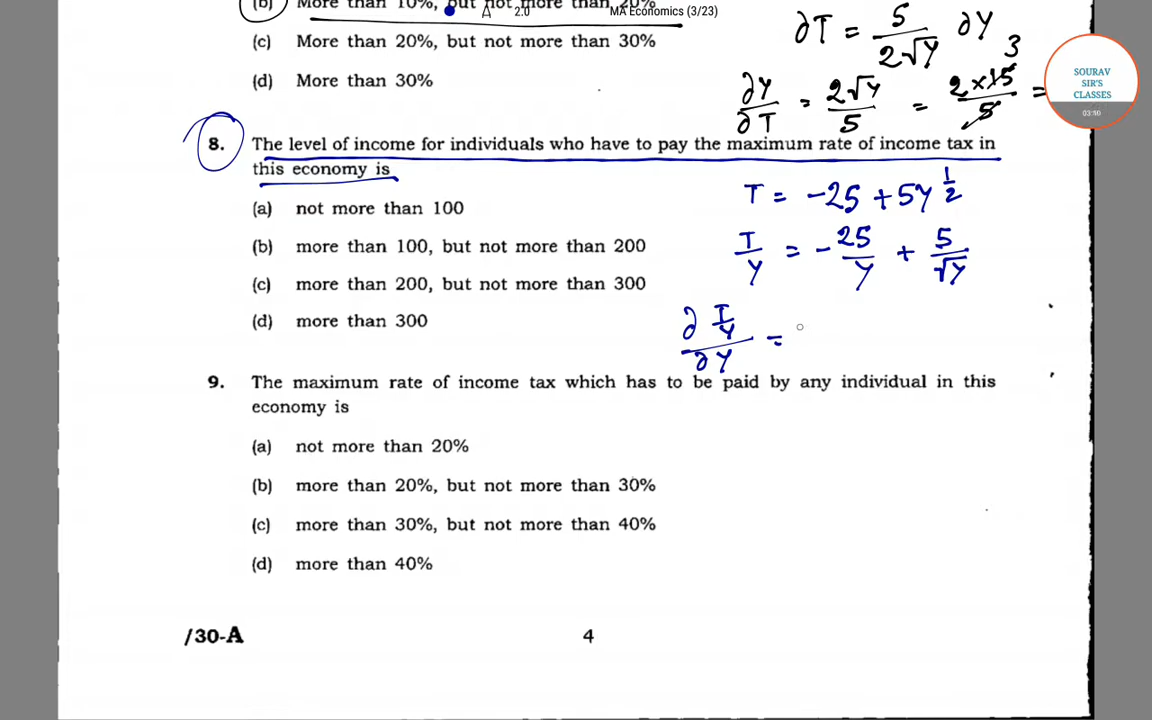 (b) More than 10%, but not more than 20%
A 2.0 MA Economics (3/23)
(c) More than 20%, but not more than 30%
(d) More than 30%
∂T = 5/2√Y ∂Y
∂Y/∂T = 2√Y/5 = 2×15/5 =
3
SOURAV
SIR'S
CLASSES
03:10
8. The level of income for individuals who have to pay the maximum rate of income tax in
this economy is
(a) not more than 100
(b) more than 100, but not more than 200
(c) more than 200, but not more than 300
(d) more than 300
T = -25 + 5Y^1/2
T/Y = -25/Y + 5/√Y
∂ T/Y / ∂Y =
9. The maximum rate of income tax which has to be paid by any individual in this
economy is
(a) not more than 20%
(b) more than 20%, but not more than 30%
(c) more than 30%, but not more than 40%
(d) more than 40%
/30-A
4